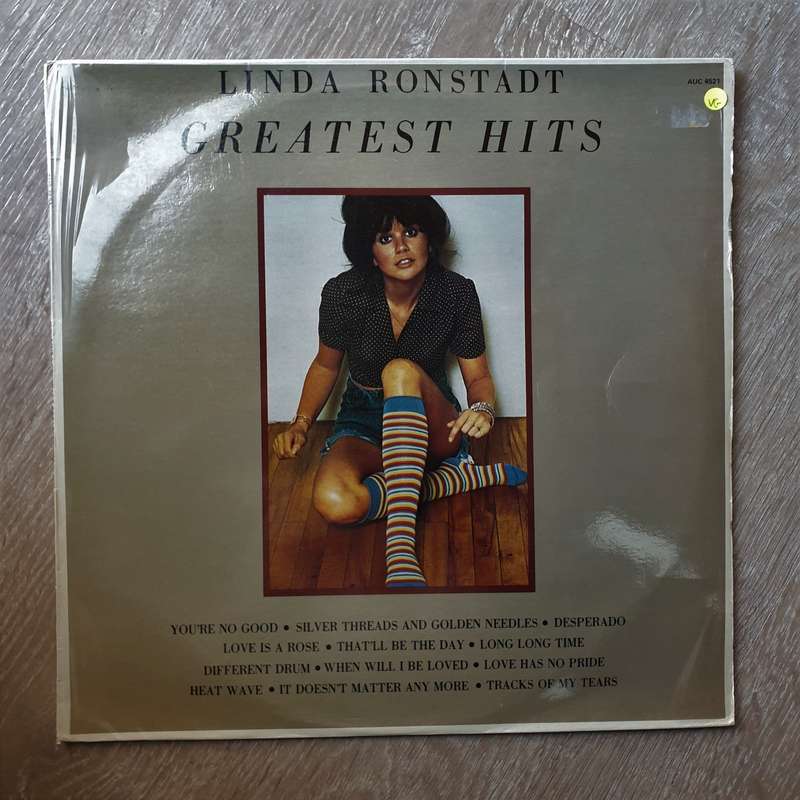 LINDA RONSTADT
AUC 4521
VG-
GREATEST HITS
YOU'RE NO GOOD • SILVER THREADS AND GOLDEN NEEDLES • DESPERADO
LOVE IS A ROSE • THAT'LL BE THE DAY • LONG LONG TIME
DIFFERENT DRUM • WHEN WILL I BE LOVED • LOVE HAS NO PRIDE
HEAT WAVE • IT DOESN'T MATTER ANY MORE • TRACKS OF MY TEARS